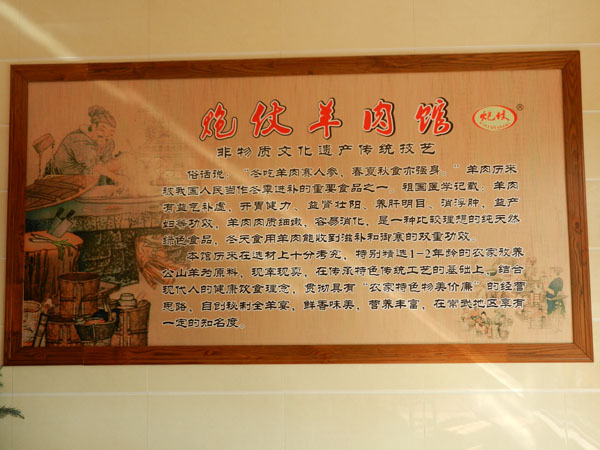 炮仗羊肉馆
炮仗
®
非物质文化遗产传统技艺
俗话说："冬吃羊肉赛人参、春夏秋食亦强身。"羊肉历来
被我国人民当作冬季进补的重要食品之一。祖国医学记载：羊肉
有益气补虚、开胃健力、益肾壮阳、养肝明目、消浮肿、益产
妇等功效，羊肉肉质细嫩、容易消化，是一种比较理想的纯天然
绿色食品，冬天食用羊肉能收到滋补和御寒的双重功效。
本馆历来在选材上十分考究，特别精选1-2年龄的农家放养
公山羊为原料，现宰现卖，在传承特色传统工艺的基础上，结合
现代人的健康饮食理念，贯彻具有"农家特色物美价廉"的经营
思路，自创秘制全羊宴，鲜香味美，营养丰富，在常武地区享有
一定的知名度。